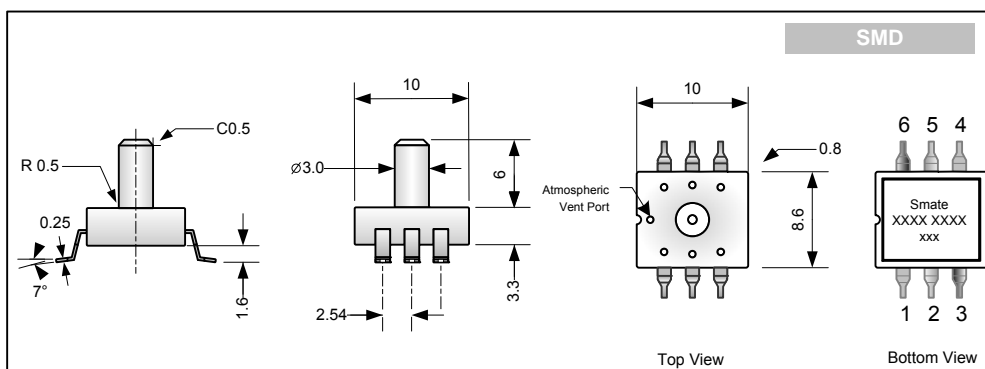 SMD
C0.5
R 0.5
0.25
7°
1.6
10
Ø3.0
6
3.3
2.54
10
0.8
Atmospheric
Vent Port
8.6
Top View
6 5 4
Smate
XXXX XXXX
xxx
1 2 3
Bottom View